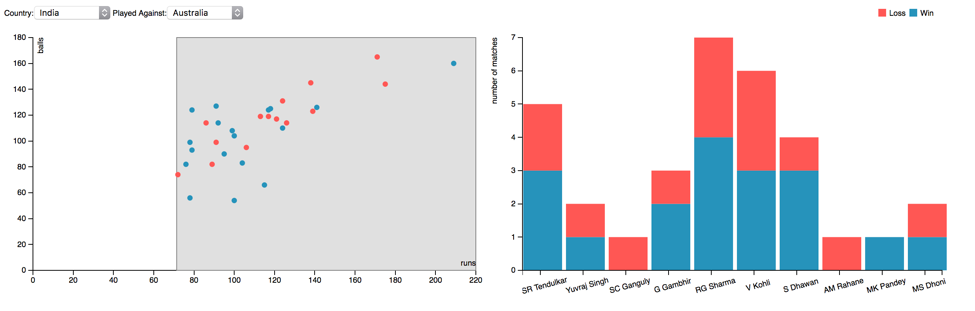 Country: India Played Against: Australia
Loss Win
180
160
140
120
100
80
60
40
20
0
balls
0 20 40 60 80 100 120 140 160 180 200 220
runs
7
6
5
4
3
2
1
0
number of matches
SR Tendulkar Yuvraj Singh SC Ganguly G Gambhir RG Sharma V Kohli S Dhawan AM Rahane MK Pandey MS Dhoni